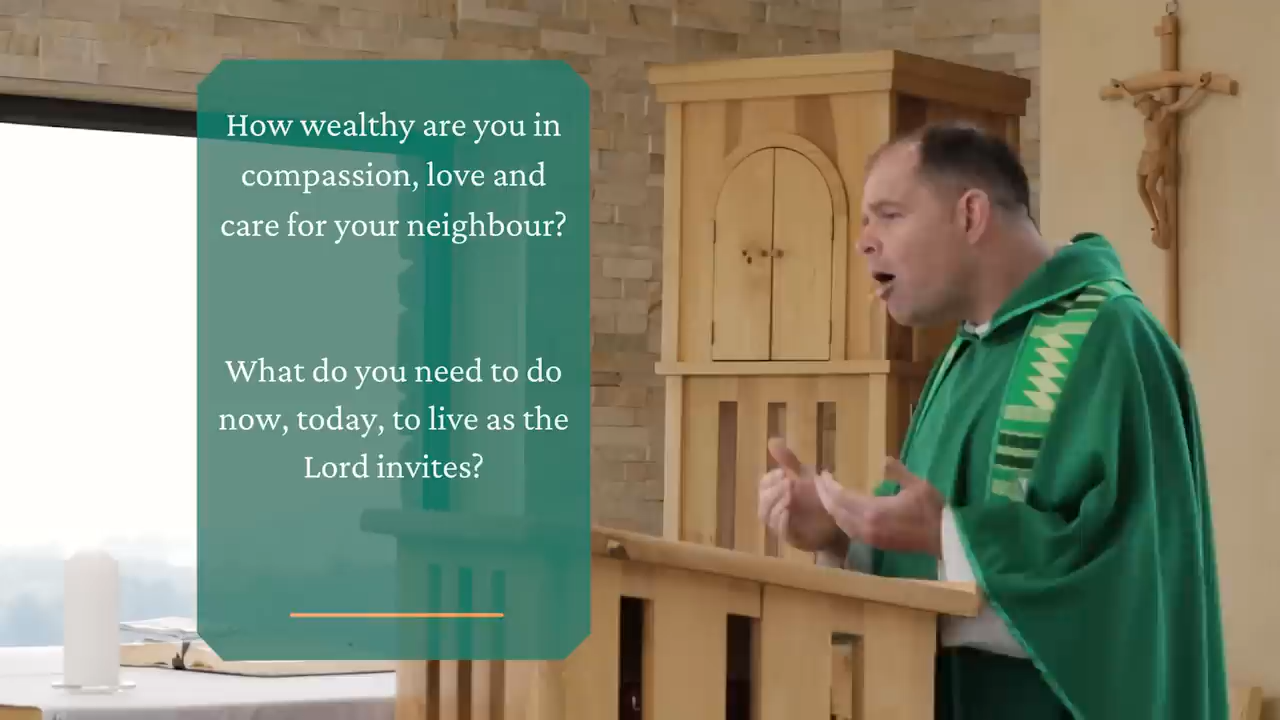 How wealthy are you in
compassion, love and
care for your neighbour?
What do you need to do
now, today, to live as the
Lord invites?